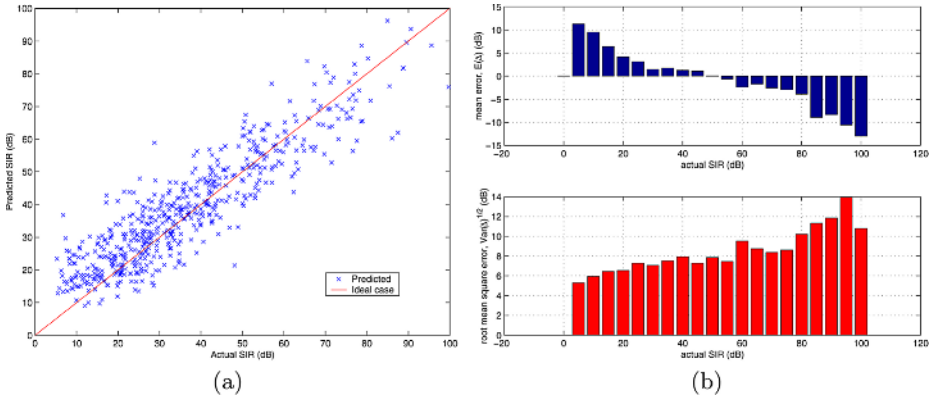 100
90
80
70
60
50
40
30
20
10
0
Predicted SIR (dB)
0 10 20 30 40 50 60 70 80 90 100
Actual SIR (dB)
Predicted
Ideal case
(a)
15
10
5
0
−5
−10
−15
mean error, E(Δ) (dB)
−20 0 20 40 60 80 100 120
actual SIR (dB)
14
12
10
8
6
4
2
0
root mean square error, Var(Δ)^1/2 (dB)
−20 0 20 40 60 80 100 120
actual SIR (dB)
(b)